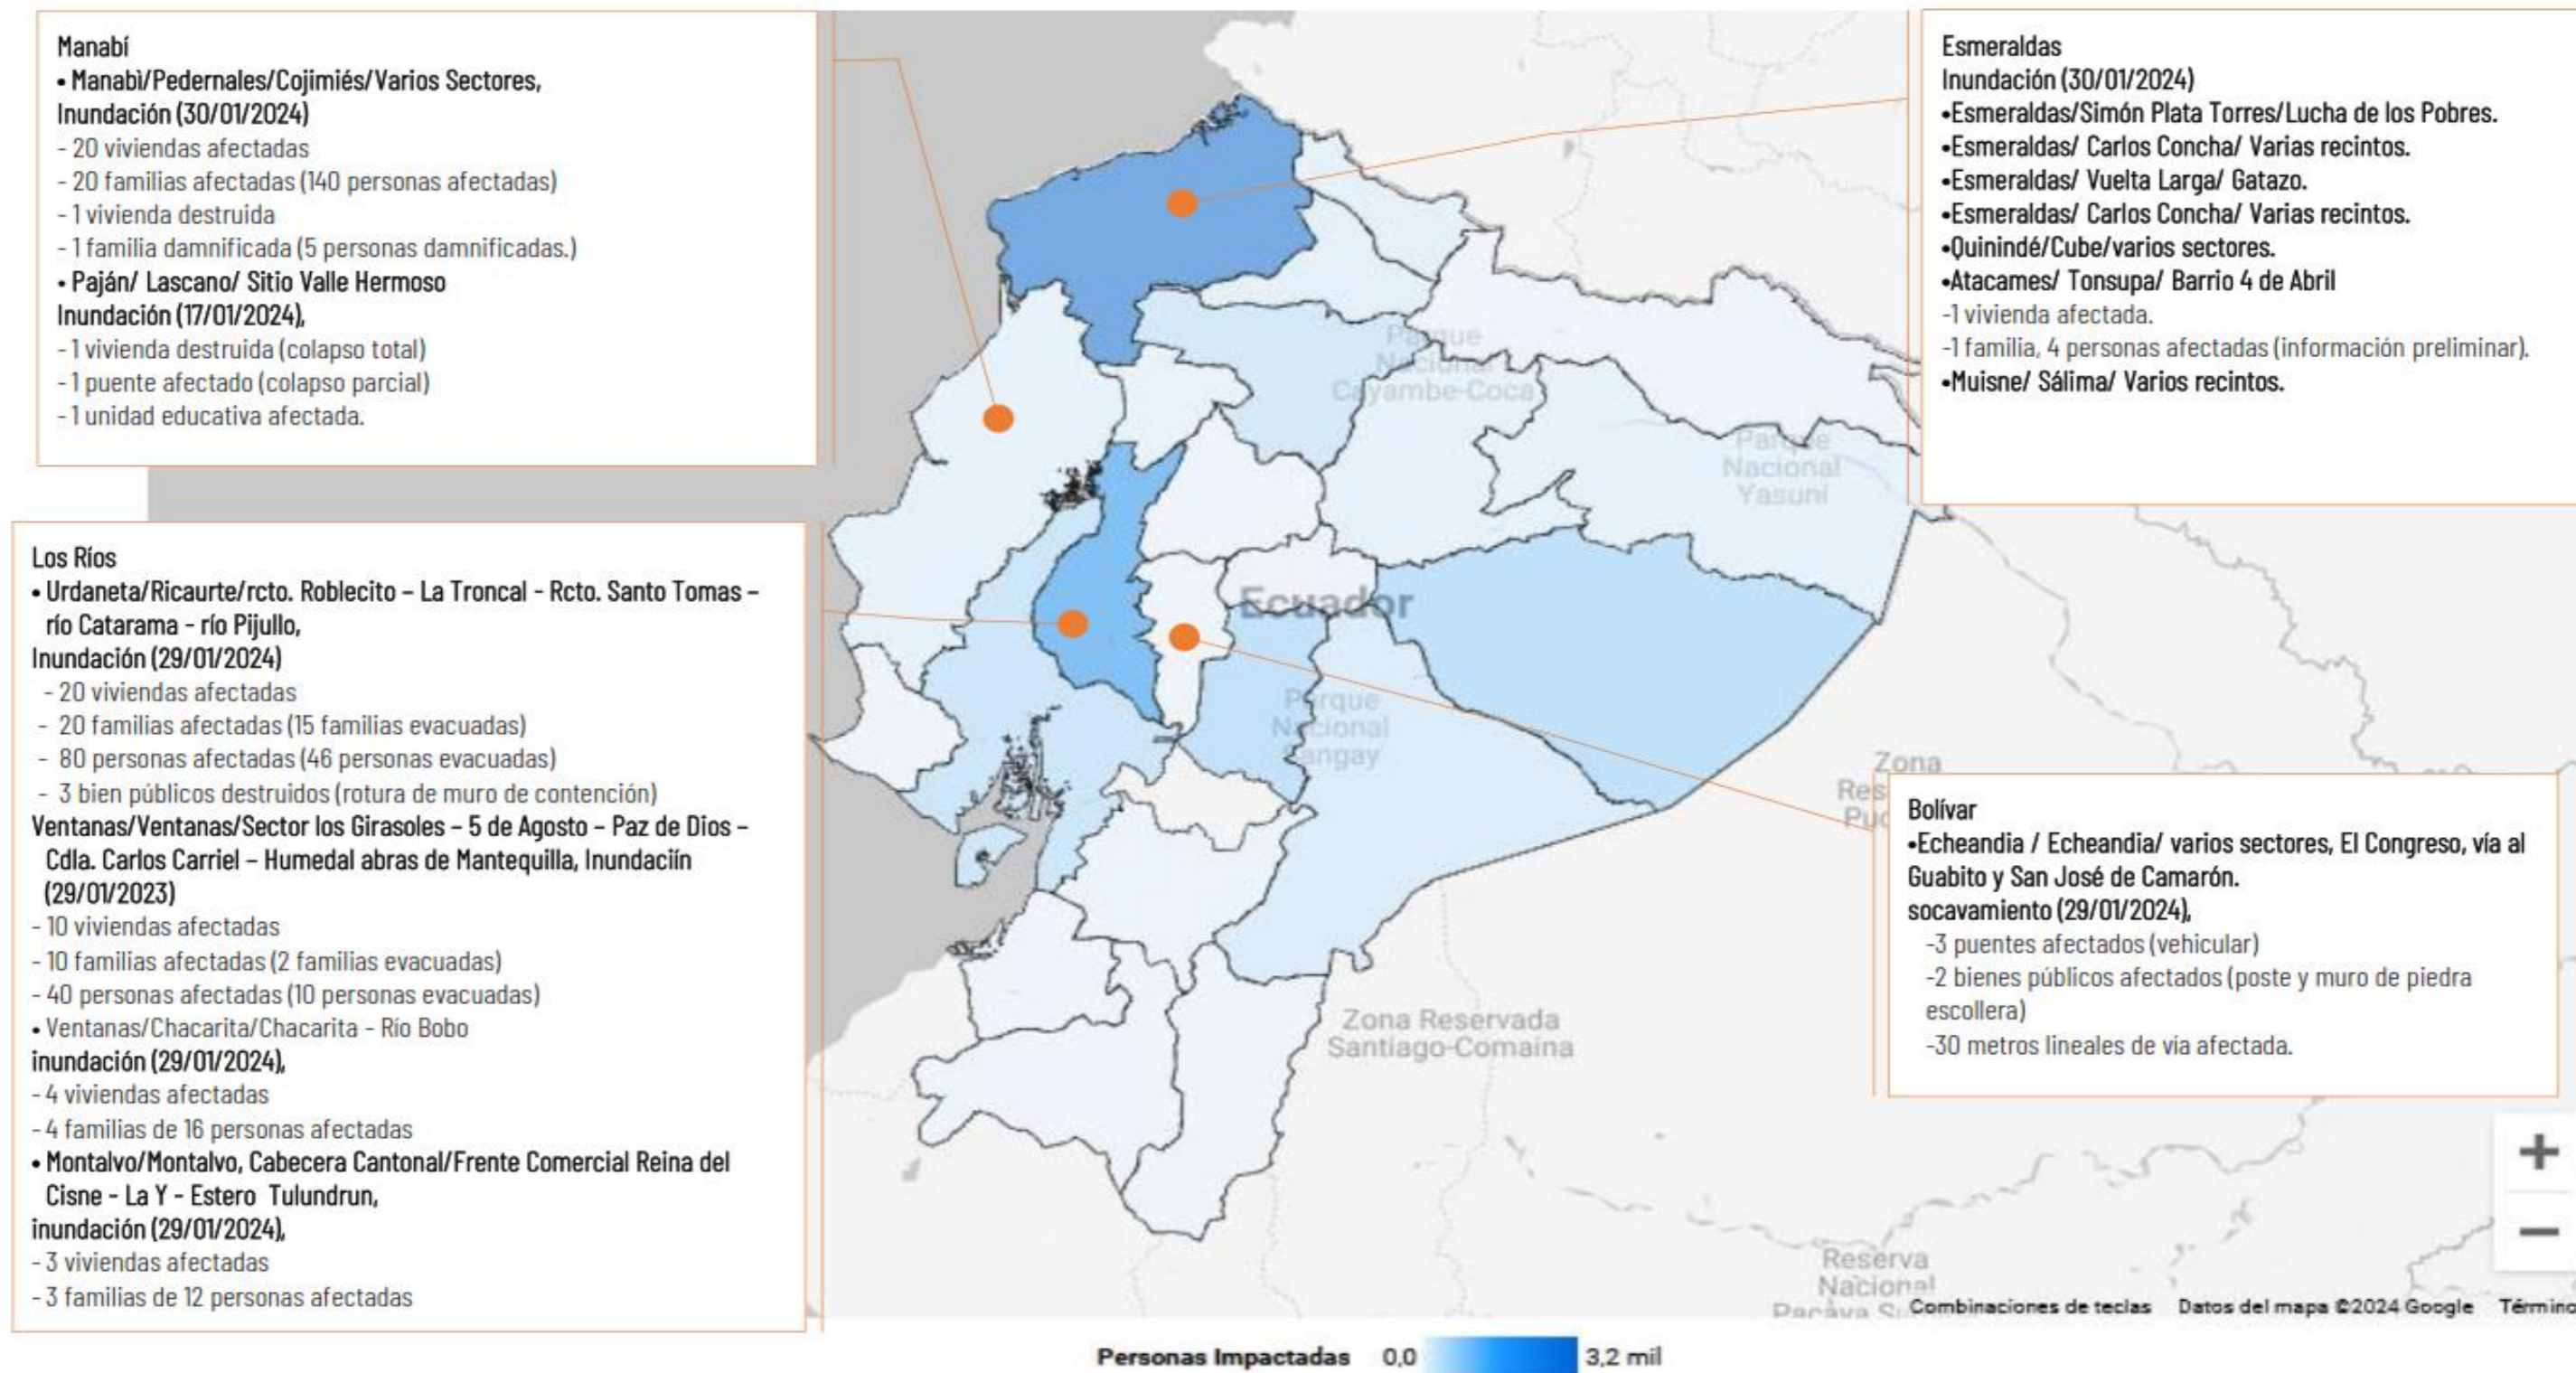 Manabí
• Manabì/Pedernales/Cojimiés/Varios Sectores,
Inundación (30/01/2024)
- 20 viviendas afectadas
- 20 familias afectadas (140 personas afectadas)
- 1 vivienda destruida
- 1 familia damnificada (5 personas damnificadas.)
• Paján/ Lascano/ Sitio Valle Hermoso
Inundación (17/01/2024),
- 1 vivienda destruida (colapso total)
- 1 puente afectado (colapso parcial)
- 1 unidad educativa afectada.
Los Ríos
• Urdaneta/Ricaurte/rcto. Roblecito – La Troncal - Rcto. Santo Tomas –
río Catarama - río Pijullo,
Inundación (29/01/2024)
- 20 viviendas afectadas
- 20 familias afectadas (15 familias evacuadas)
- 80 personas afectadas (46 personas evacuadas)
- 3 bien públicos destruidos (rotura de muro de contención)
Ventanas/Ventanas/Sector los Girasoles – 5 de Agosto – Paz de Dios –
Cdla. Carlos Carriel – Humedal abras de Mantequilla, Inundaciín
(29/01/2023)
- 10 viviendas afectadas
- 10 familias afectadas (2 familias evacuadas)
- 40 personas afectadas (10 personas evacuadas)
• Ventanas/Chacarita/Chacarita - Río Bobo
inundación (29/01/2024),
- 4 viviendas afectadas
- 4 familias de 16 personas afectadas
• Montalvo/Montalvo, Cabecera Cantonal/Frente Comercial Reina del
Cisne - La Y - Estero Tulundrun,
inundación (29/01/2024),
- 3 viviendas afectadas
- 3 familias de 12 personas afectadas
Esmeraldas
Inundación (30/01/2024)
•Esmeraldas/Simón Plata Torres/Lucha de los Pobres.
•Esmeraldas/ Carlos Concha/ Varias recintos.
•Esmeraldas/ Vuelta Larga/ Gatazo.
•Esmeraldas/ Carlos Concha/ Varias recintos.
•Quinindé/Cube/varios sectores.
•Atacames/ Tonsupa/ Barrio 4 de Abril
-1 vivienda afectada.
-1 familia, 4 personas afectadas (información preliminar).
•Muisne/ Sálima/ Varios recintos.
Parque
Nacional
Cayambe-Coca
Parque
Nacional
Yasuní
Ecuador
Parque
Nacional
Sangay
Zona
Bolívar
•Echeandia / Echeandia/ varios sectores, El Congreso, vía al
Guabito y San José de Camarón.
socavamiento (29/01/2024),
-3 puentes afectados (vehicular)
-2 bienes públicos afectados (poste y muro de piedra
escollera)
-30 metros lineales de vía afectada.
Zona Reservada
Santiago-Comaina
+
−
Reserva
Nacional
Combinaciones de teclas Datos del mapa ©2024 Google Término
Personas Impactadas 0,0 3,2 mil